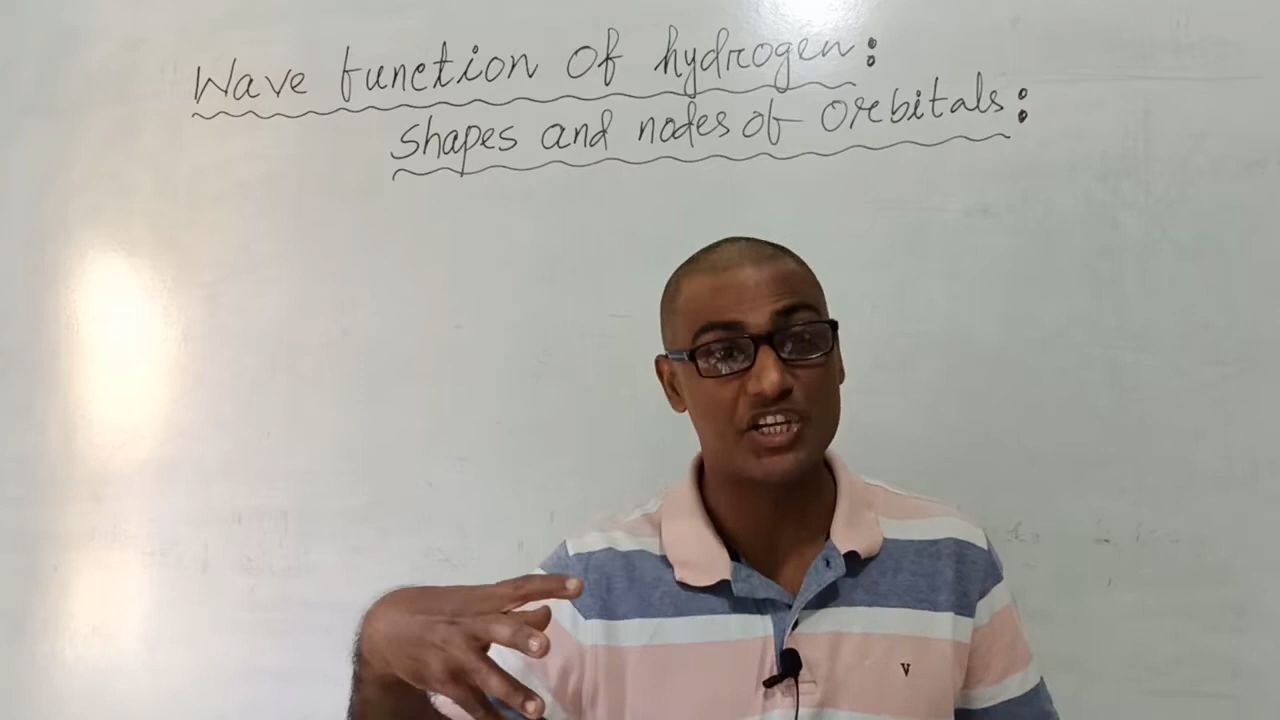 Wave function of hydrogen:
shapes and nodes of orbitals:
V